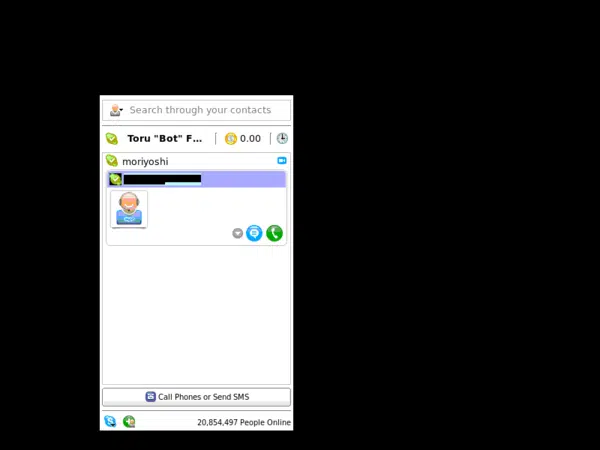 Search through your contacts
Toru "Bot" F... 0.00
moriyoshi
Call Phones or Send SMS
20,854,497 People Online